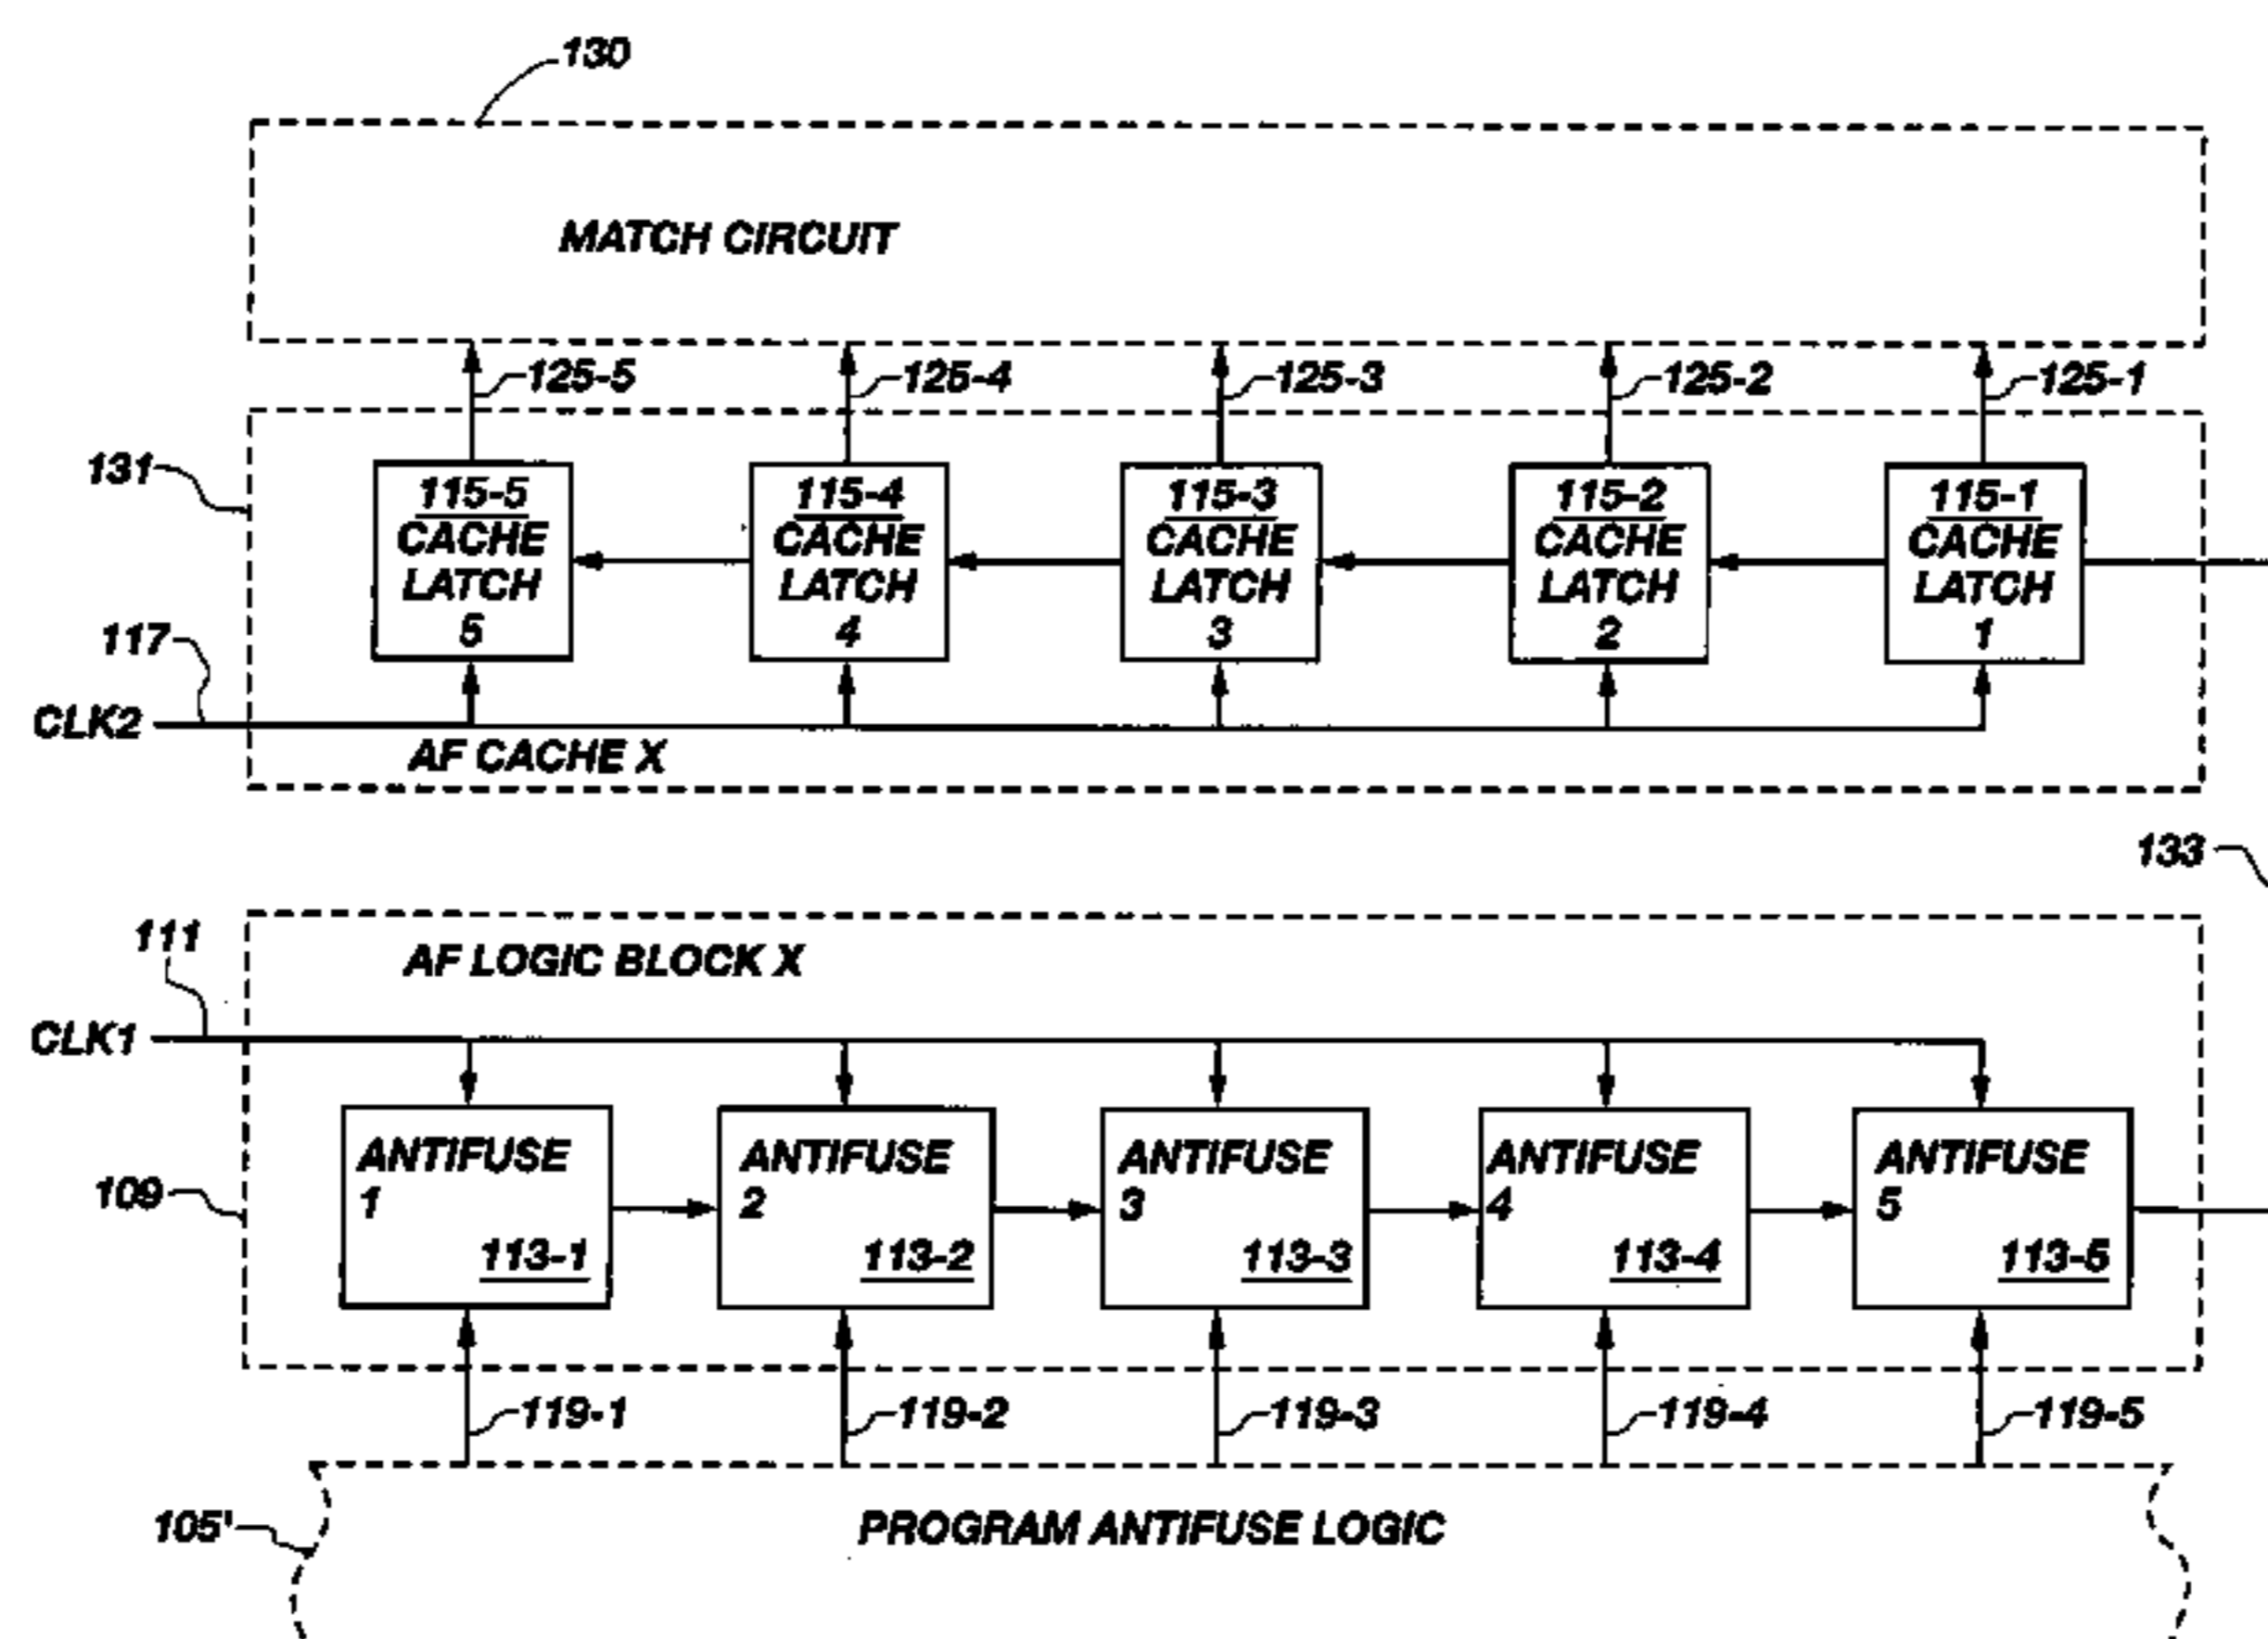 130
MATCH CIRCUIT
125-5 125-4 125-3 125-2 125-1
131
115-5 115-4 115-3 115-2 115-1
CACHE CACHE CACHE CACHE CACHE
LATCH LATCH LATCH LATCH LATCH
5 4 3 2 1
117
CLK2
AF CACHE X
133
111
AF LOGIC BLOCK X
CLK1
ANTIFUSE ANTIFUSE ANTIFUSE ANTIFUSE ANTIFUSE
1 2 3 4 5
109
113-1 113-2 113-3 113-4 113-5
119-1 119-2 119-3 119-4 119-5
105'
PROGRAM ANTIFUSE LOGIC